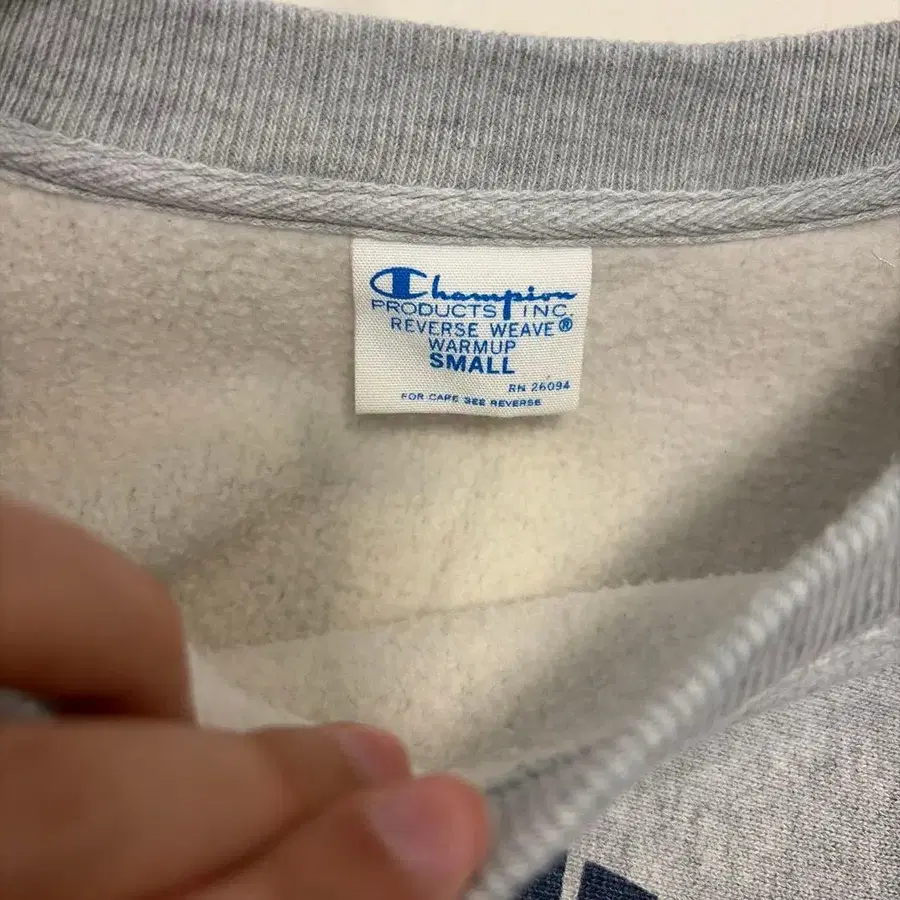 Champion
PRODUCTS INC.
REVERSE WEAVE®
WARMUP
SMALL
RN 26094
FOR CARE SEE REVERSE